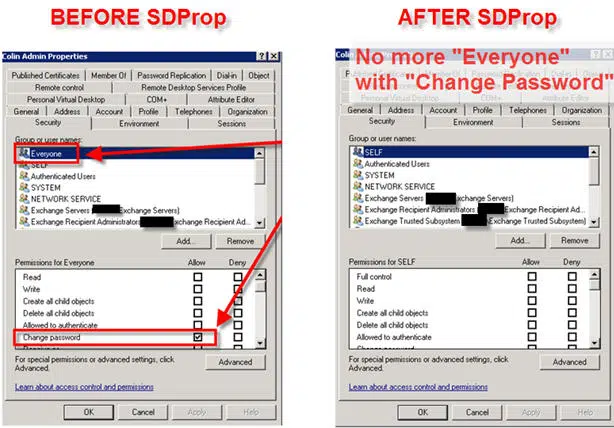 BEFORE SDProp
Colin Admin Properties
Published Certificates Member Of Password Replication Dial-in Object
Remote control Remote Desktop Services Profile
Personal Virtual Desktop COM+ Attribute Editor
General Address Account Profile Telephones Organization
Security Environment Sessions
Group or user names:
Everyone
SELF
Authenticated Users
SYSTEM
NETWORK SERVICE
Exchange Servers Exchange Servers)
Exchange Recipient Administrators xchange Recipient Ad...
Add... Remove
Permissions for Everyone Allow Deny
Read
Write
Create all child objects
Delete all child objects
Allowed to authenticate
Change password
For special permissions or advanced settings, click
Advanced.
Advanced
Learn about access control and permissions
OK Cancel Apply Help
AFTER SDProp
No more "Everyone"
with "Change Password"
General Address Account Profile Telephones Organization
Security Environment Sessions
Group or user names:
SELF
Authenticated Users
SYSTEM
NETWORK SERVICE
Exchange Servers xchange Servers)
Exchange Recipient Administrators Exchange Recipient Ad...
Exchange Trusted Subsystem Exchange Trusted Subsystem)
Add... Remove
Permissions for SELF Allow Deny
Full control
Read
Write
Create all child objects
Delete all child objects
Allowed to authenticate
For special permissions or advanced settings, click
Advanced.
Advanced
Learn about access control and permissions
OK Cancel Apply Help